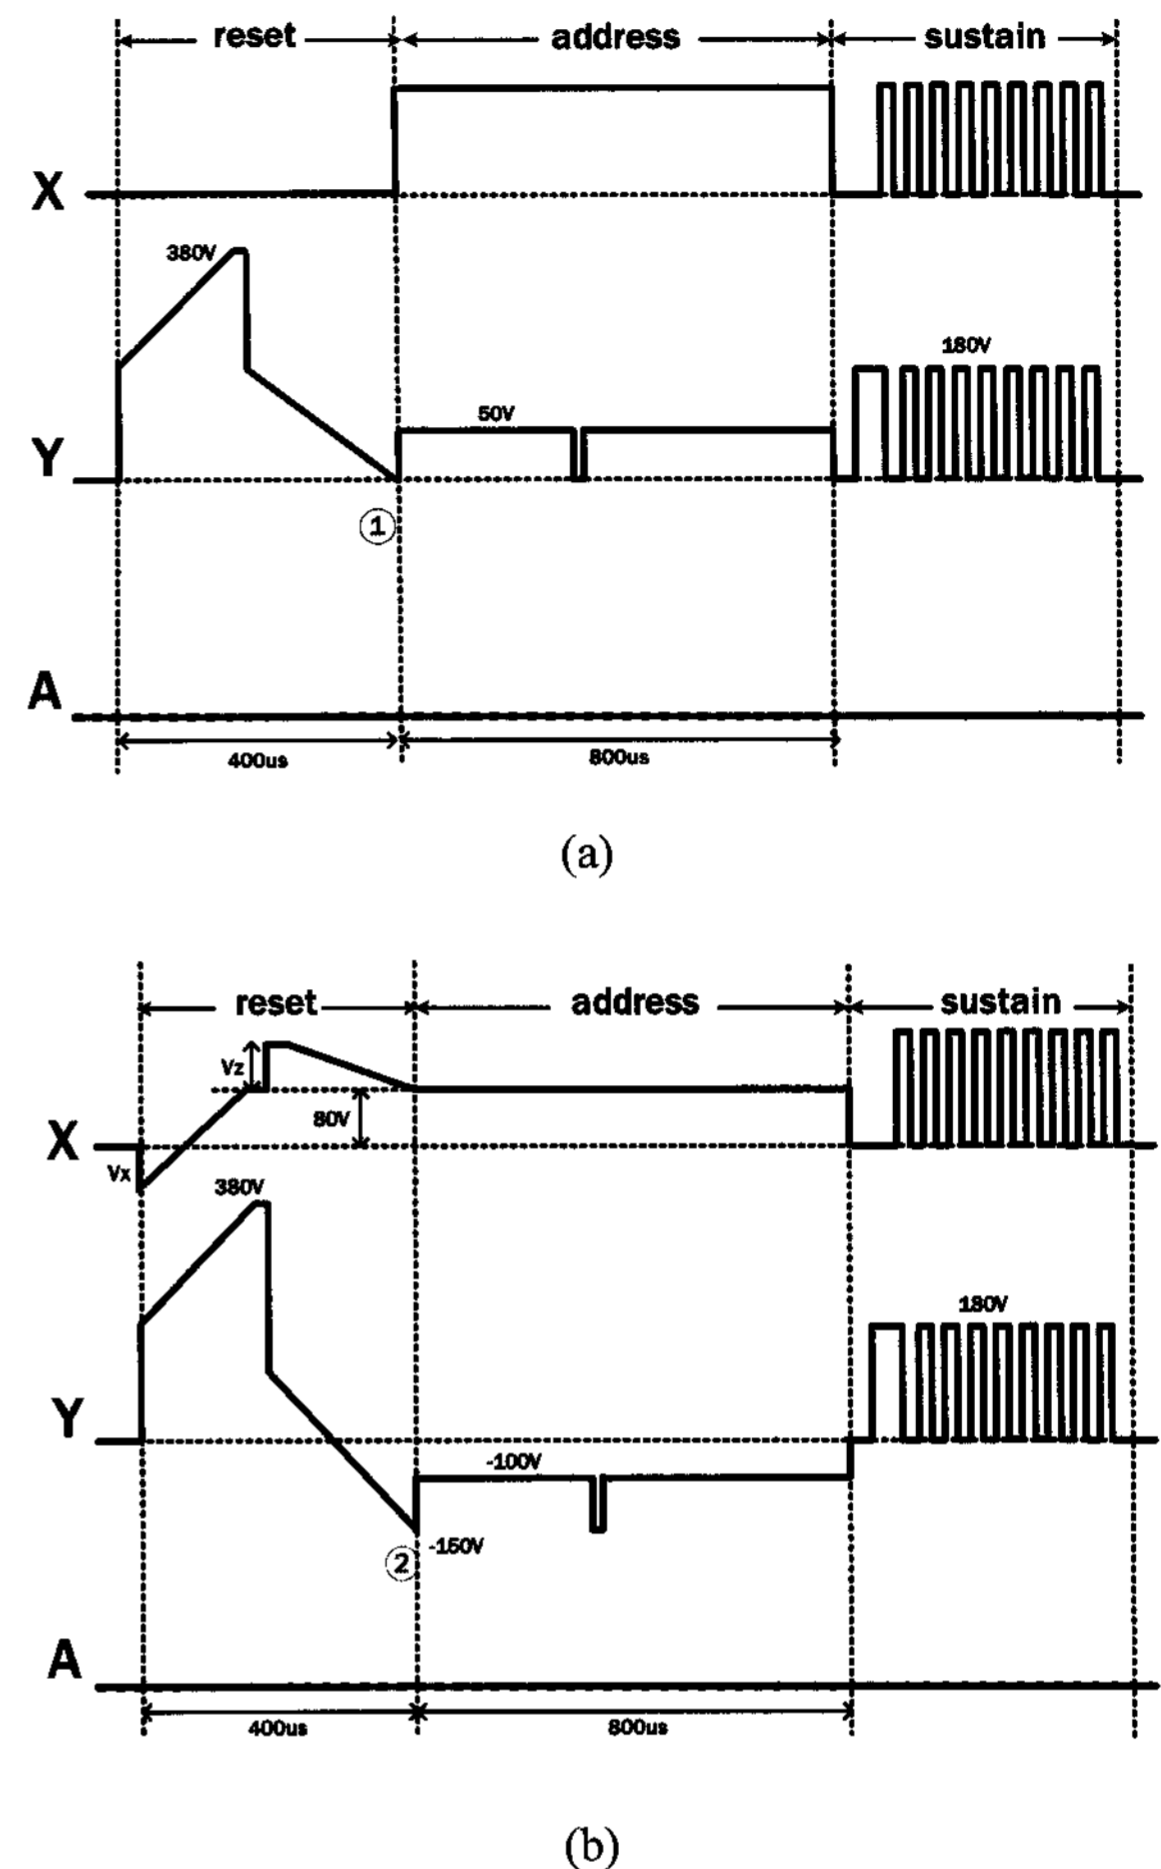 reset address sustain
X
380V
180V
50V
Y
①
A
400us 800us
(a)
reset address sustain
Vz
80V
X
Vx
380V
180V
Y
-100V
-150V
②
A
400us 800us
(b)